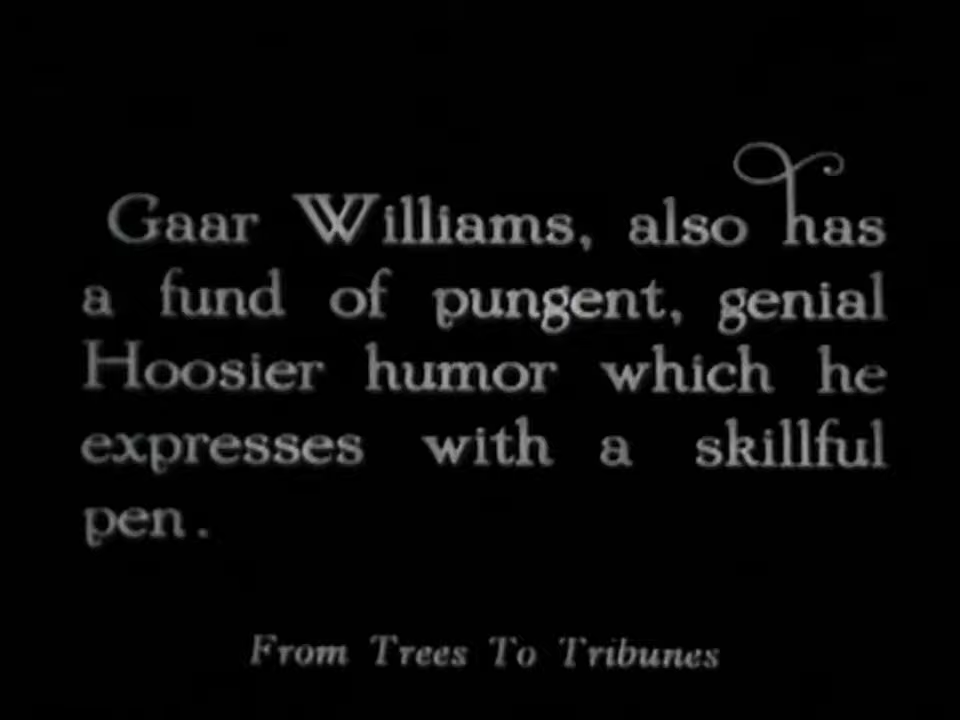 Gaar Williams, also has
a fund of pungent, genial
Hoosier humor which he
expresses with a skillful
pen.
From Trees To Tribunes